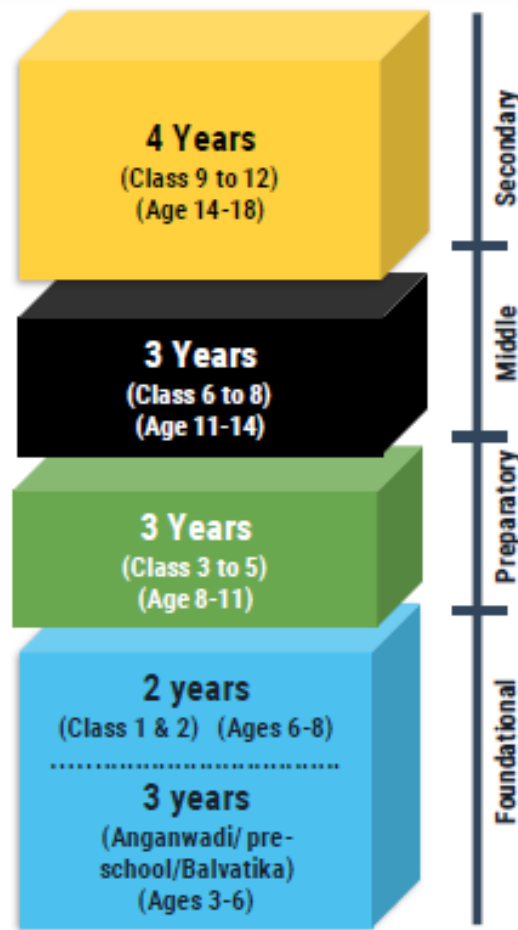 4 Years
(Class 9 to 12)
(Age 14-18)
Secondary
3 Years
(Class 6 to 8)
(Age 11-14)
Middle
3 Years
(Class 3 to 5)
(Age 8-11)
Preparatory
2 years
(Class 1 & 2) (Ages 6-8)
3 years
(Anganwadi/ pre-
school/Balvatika)
(Ages 3-6)
Foundational